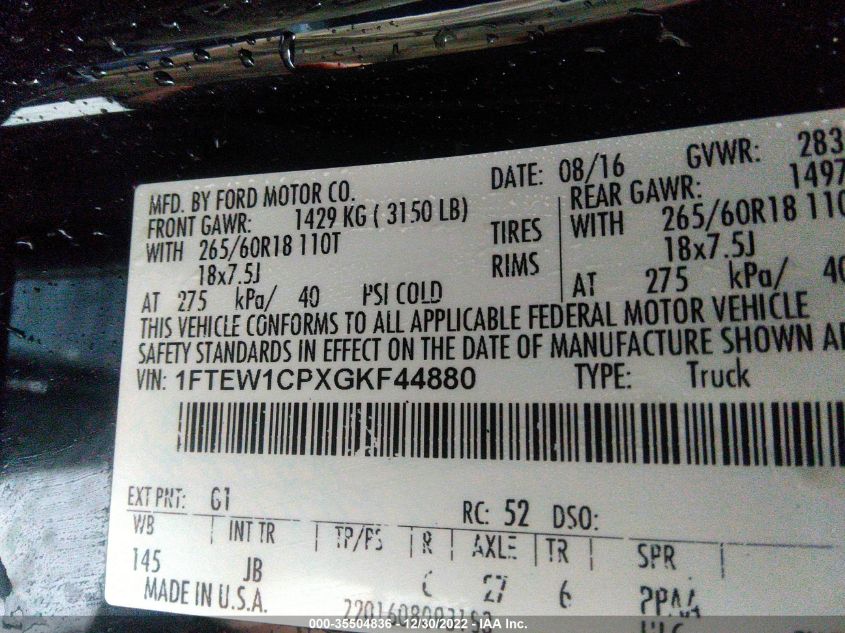 MFD. BY FORD MOTOR CO.
DATE: 08/16
GVWR: 283
FRONT GAWR: 1429 KG ( 3150 LB)
REAR GAWR: 1497
WITH 265/60R18 110T
TIRES
WITH 265/60R18 110
18x7.5J
RIMS
18x7.5J
AT 275 kPa/ 40 PSI COLD
AT 275 kPa/ 40
THIS VEHICLE CONFORMS TO ALL APPLICABLE FEDERAL MOTOR VEHICLE
SAFETY STANDARDS IN EFFECT ON THE DATE OF MANUFACTURE SHOWN
VIN: 1FTEW1CPXGKF44880
TYPE: Truck
EXT PNT: G1
RC: 52 DSO:
WB | INT TR | TP/PS | R | AXLE | TR | SPR
145 JB 27 6 PPAA
MADE IN U.S.A.
000-35504836 - 12/30/2022 - IAA Inc.